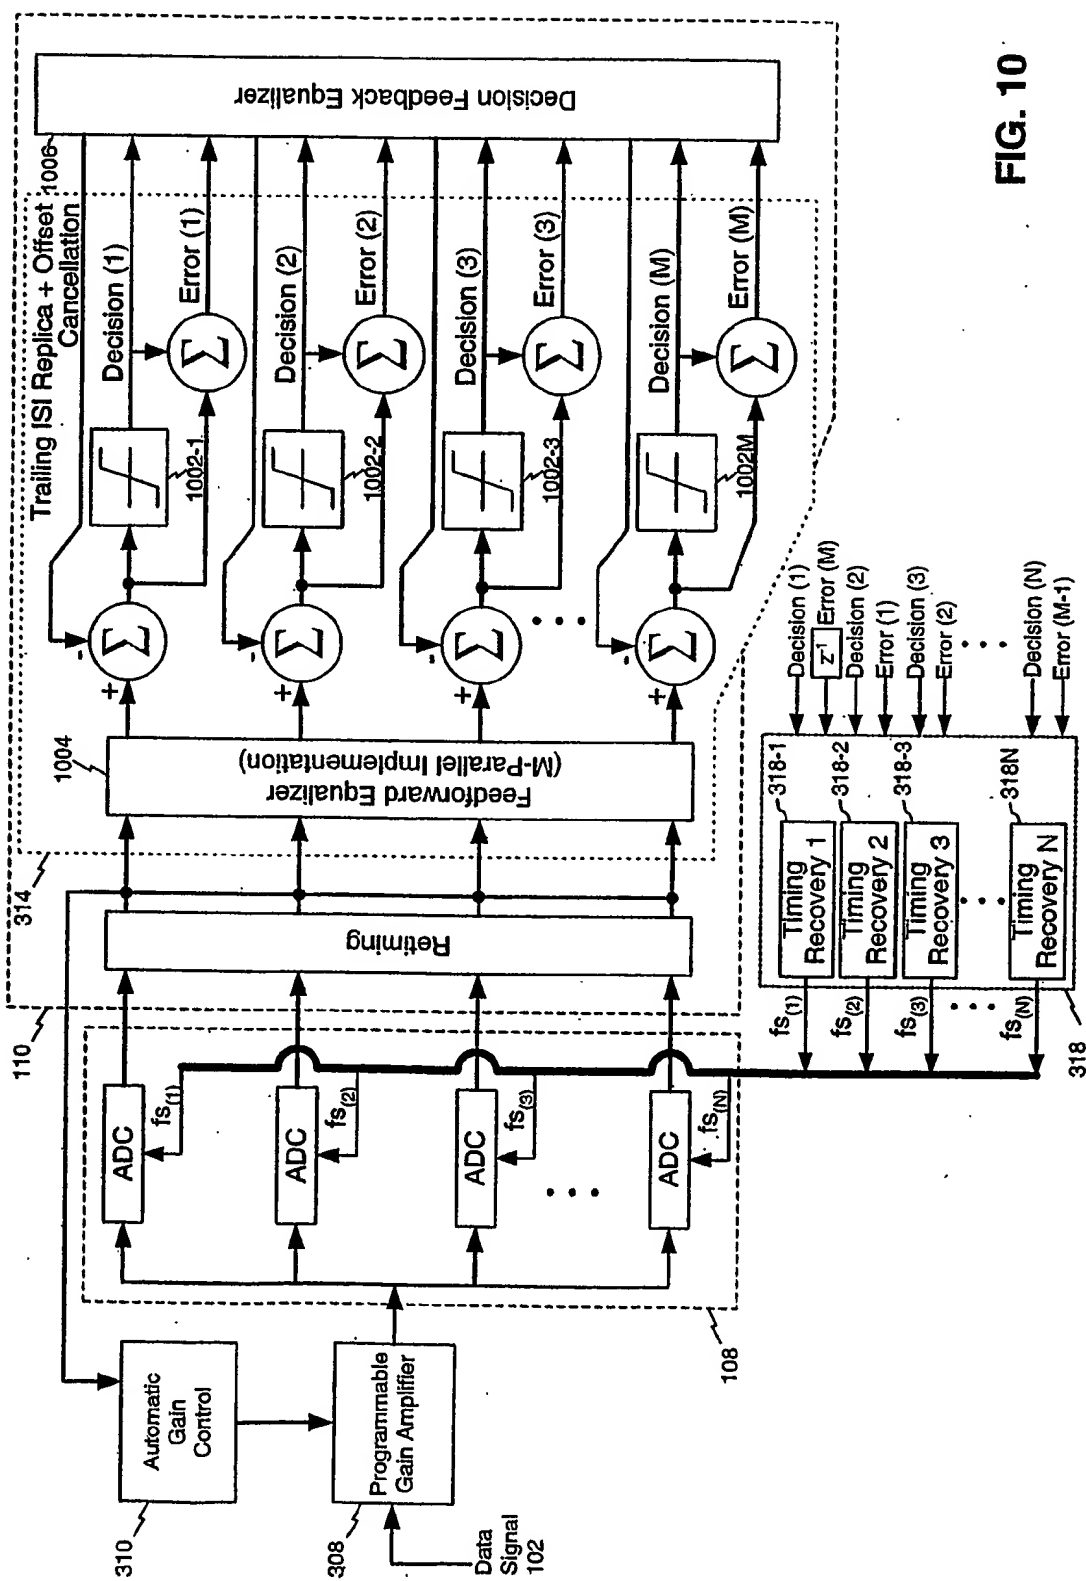 Data
Signal
102
308
Programmable
Gain Amplifier
310
Automatic
Gain
Control
108
ADC
fs(1)
ADC
fs(2)
ADC
fs(3)
• • •
ADC
fs(N)
110
Retiming
314
1004
Feedforward Equalizer
(M-Parallel Implementation)
+
-
Σ
+
-
Σ
+
-
Σ
• • •
+
-
Σ
Trailing ISI Replica + Offset
Cancellation
1002-1
Decision (1)
Σ
Error (1)
1002-2
Decision (2)
Σ
Error (2)
1002-3
Decision (3)
Σ
Error (3)
1002M
Decision (M)
Σ
Error (M)
1006
Decision Feedback Equalizer
318
fs(1)
Timing
Recovery 1
318-1
Decision (1)
z-1
Error (M)
fs(2)
Timing
Recovery 2
318-2
Decision (2)
Error (1)
fs(3)
Timing
Recovery 3
318-3
Decision (3)
Error (2)
• • • •
• • •
• • • •
fs(N)
Timing
Recovery N
318N
Decision (N)
Error (M-1)
FIG. 10